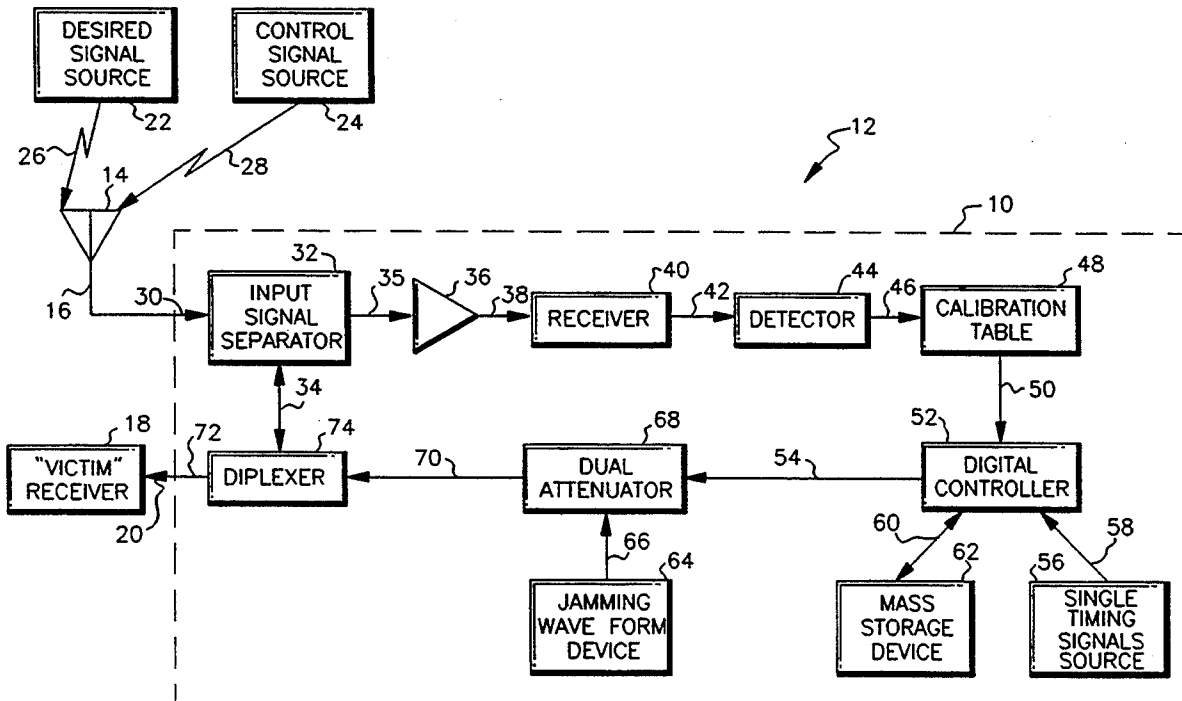 DESIRED
SIGNAL
SOURCE
22
CONTROL
SIGNAL
SOURCE
24
26
14
28
12
10
16
30
32
INPUT
SIGNAL
SEPARATOR
35
36
38
40
RECEIVER
42
44
DETECTOR
46
48
CALIBRATION
TABLE
34
50
18
"VICTIM"
RECEIVER
20
72
74
DIPLEXER
70
68
DUAL
ATTENUATOR
54
52
DIGITAL
CONTROLLER
66
64
JAMMING
WAVE FORM
DEVICE
60
62
MASS
STORAGE
DEVICE
58
56
SINGLE
TIMING
SIGNALS
SOURCE